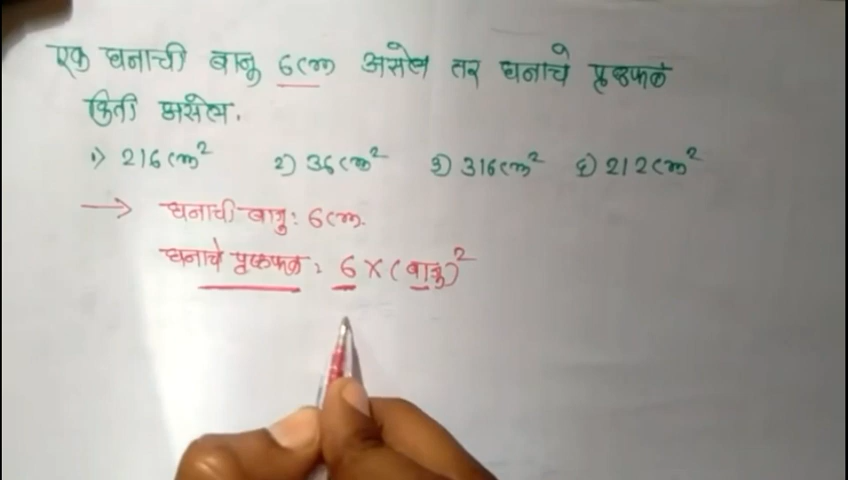 एक घनाची बाजु 6cm असेल तर घनाचे पृष्ठफळ
किती असेल.
1) 216cm² 2) 36cm² 3) 316cm² 4) 212cm²
→ घनाची बाजु: 6cm.
घनाचे पृष्ठफळ: 6×(बाजु)²